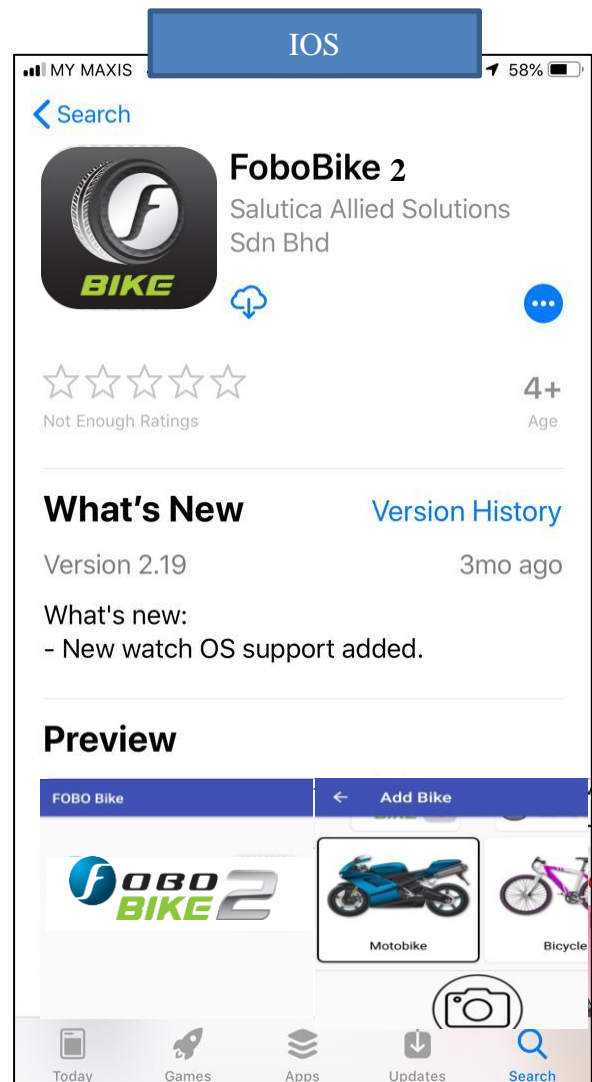 IOS
MY MAXIS
58%
Search
FoboBike 2
Salutica Allied Solutions
Sdn Bhd
F
BIKE
4+
Not Enough Ratings
Age
What's New
Version History
Version 2.19
3mo ago
What's new:
- New watch OS support added.
Preview
FOBO Bike
Add Bike
FOBO
BIKE 2
Motobike
Bicycle
Today
Games
Apps
Updates
Search